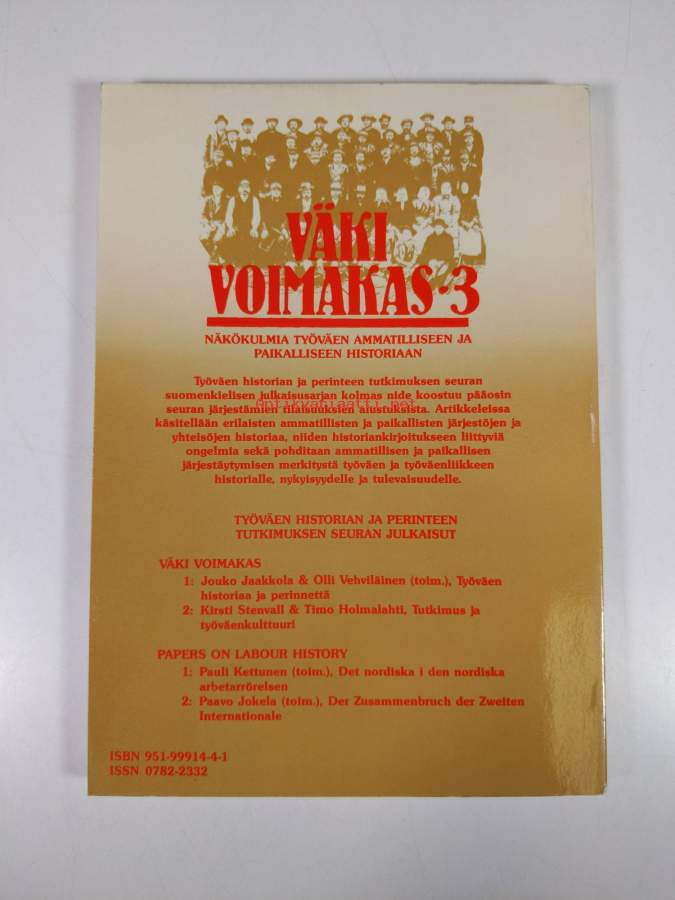 VÄKI
VOIMAKAS·3
NÄKÖKULMIA TYÖVÄEN AMMATILLISEEN JA
PAIKALLISEEN HISTORIAAN
Työväen historian ja perinteen tutkimuksen seuran
suomenkielisen julkaisusarjan kolmas nide koostuu pääosin
Antikvariaatti.net
seuran järjestämien tilaisuuksien alustuksista. Artikkeleissa
käsitellään erilaisten ammatillisten ja paikallisten järjestöjen ja
yhteisöjen historiaa, niiden historiankirjoitukseen liittyviä
ongelmia sekä pohditaan ammatillisen ja paikallisen
järjestäytymisen merkitystä työväen ja työväenliikkeen
historialle, nykyisyydelle ja tulevaisuudelle.
TYÖVÄEN HISTORIAN JA PERINTEEN
TUTKIMUKSEN SEURAN JULKAISUT
VÄKI VOIMAKAS
1: Jouko Jaakkola & Olli Vehviläinen (toim.), Työväen
historiaa ja perinnettä
2: Kirsti Stenvall & Timo Holmalahti, Tutkimus ja
työväenkulttuuri
PAPERS ON LABOUR HISTORY
1: Pauli Kettunen (toim.), Det nordiska i den nordiska
arbetarrörelsen
2: Paavo Jokela (toim.), Der Zusammenbruch der Zweiten
Internationale
ISBN 951-99914-4-1
ISSN 0782-2332